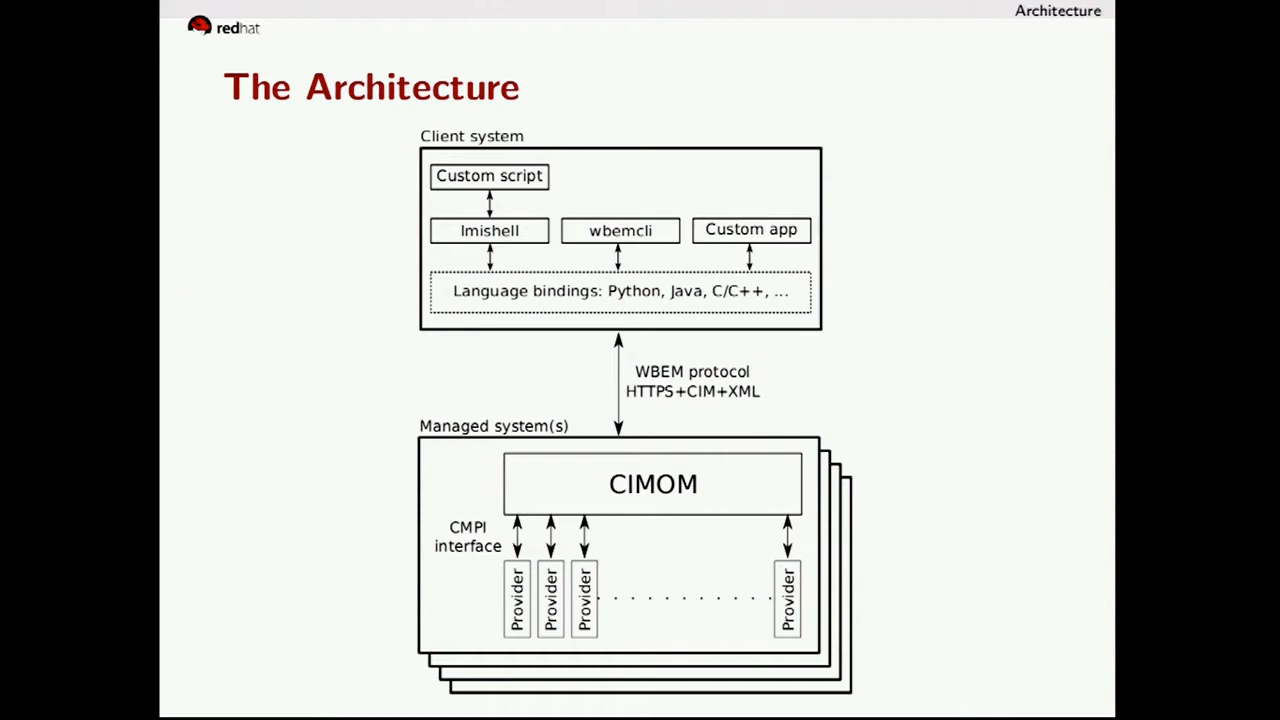 Architecture
redhat
The Architecture
Client system
Custom script
lmishell
wbemcli
Custom app
Language bindings: Python, Java, C/C++, ...
WBEM protocol
HTTPS+CIM+XML
Managed system(s)
CIMOM
CMPI
interface
Provider
Provider
Provider
Provider